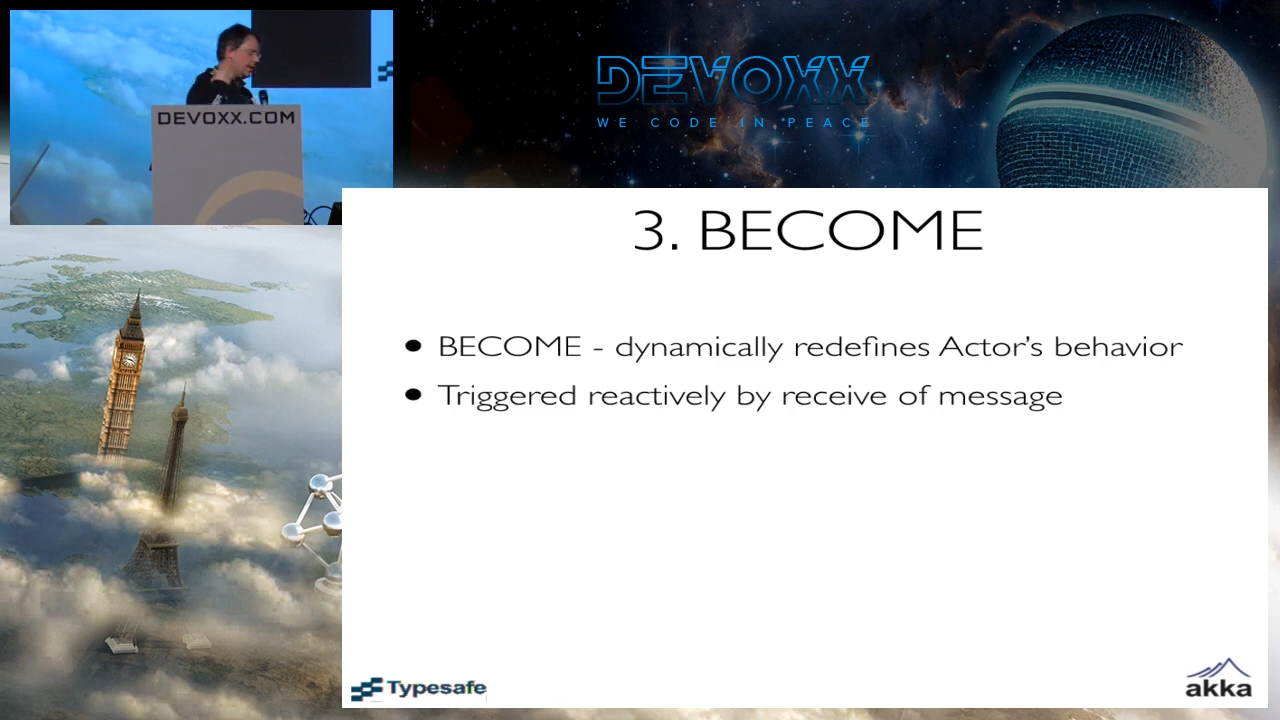 DEVOXX.COM
DEVOXX
WE CODE IN PEACE
3. BECOME
• BECOME - dynamically redefines Actor's behavior
• Triggered reactively by receive of message
Typesafe
akka